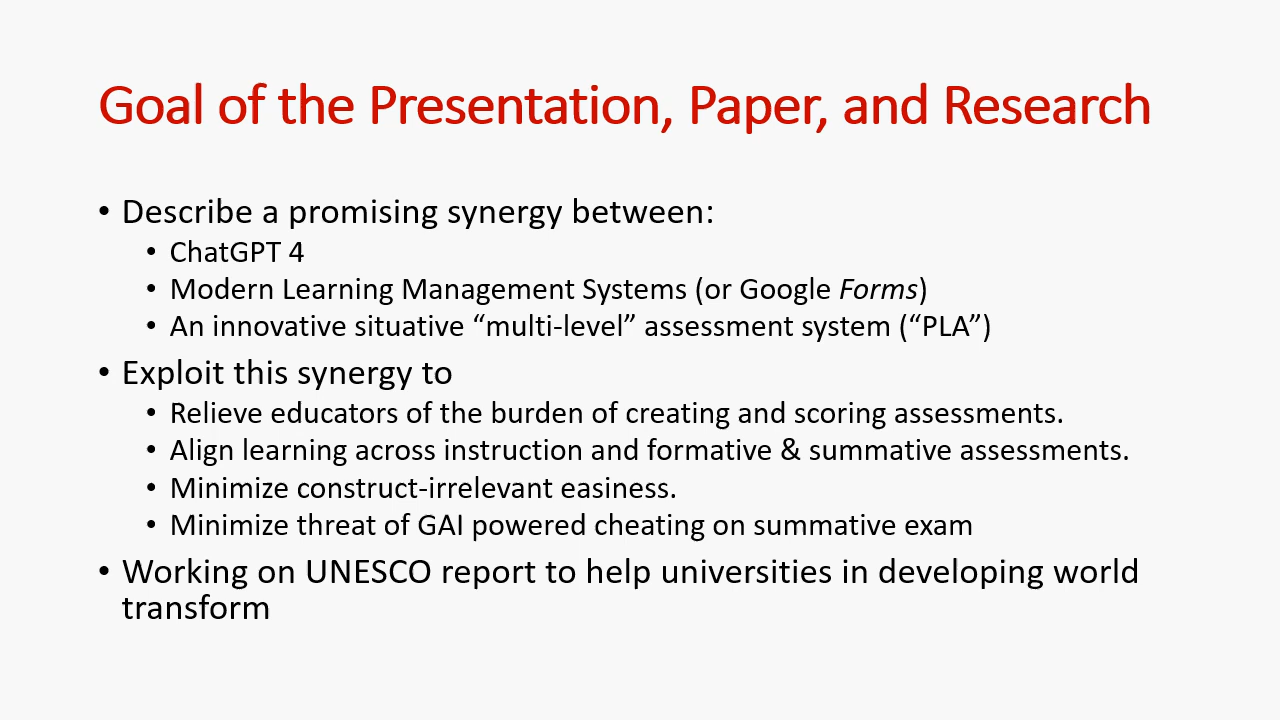 Goal of the Presentation, Paper, and Research
• Describe a promising synergy between:
• ChatGPT 4
• Modern Learning Management Systems (or Google Forms)
• An innovative situative “multi-level” assessment system (“PLA”)
• Exploit this synergy to
• Relieve educators of the burden of creating and scoring assessments.
• Align learning across instruction and formative & summative assessments.
• Minimize construct-irrelevant easiness.
• Minimize threat of GAI powered cheating on summative exam
• Working on UNESCO report to help universities in developing world
transform